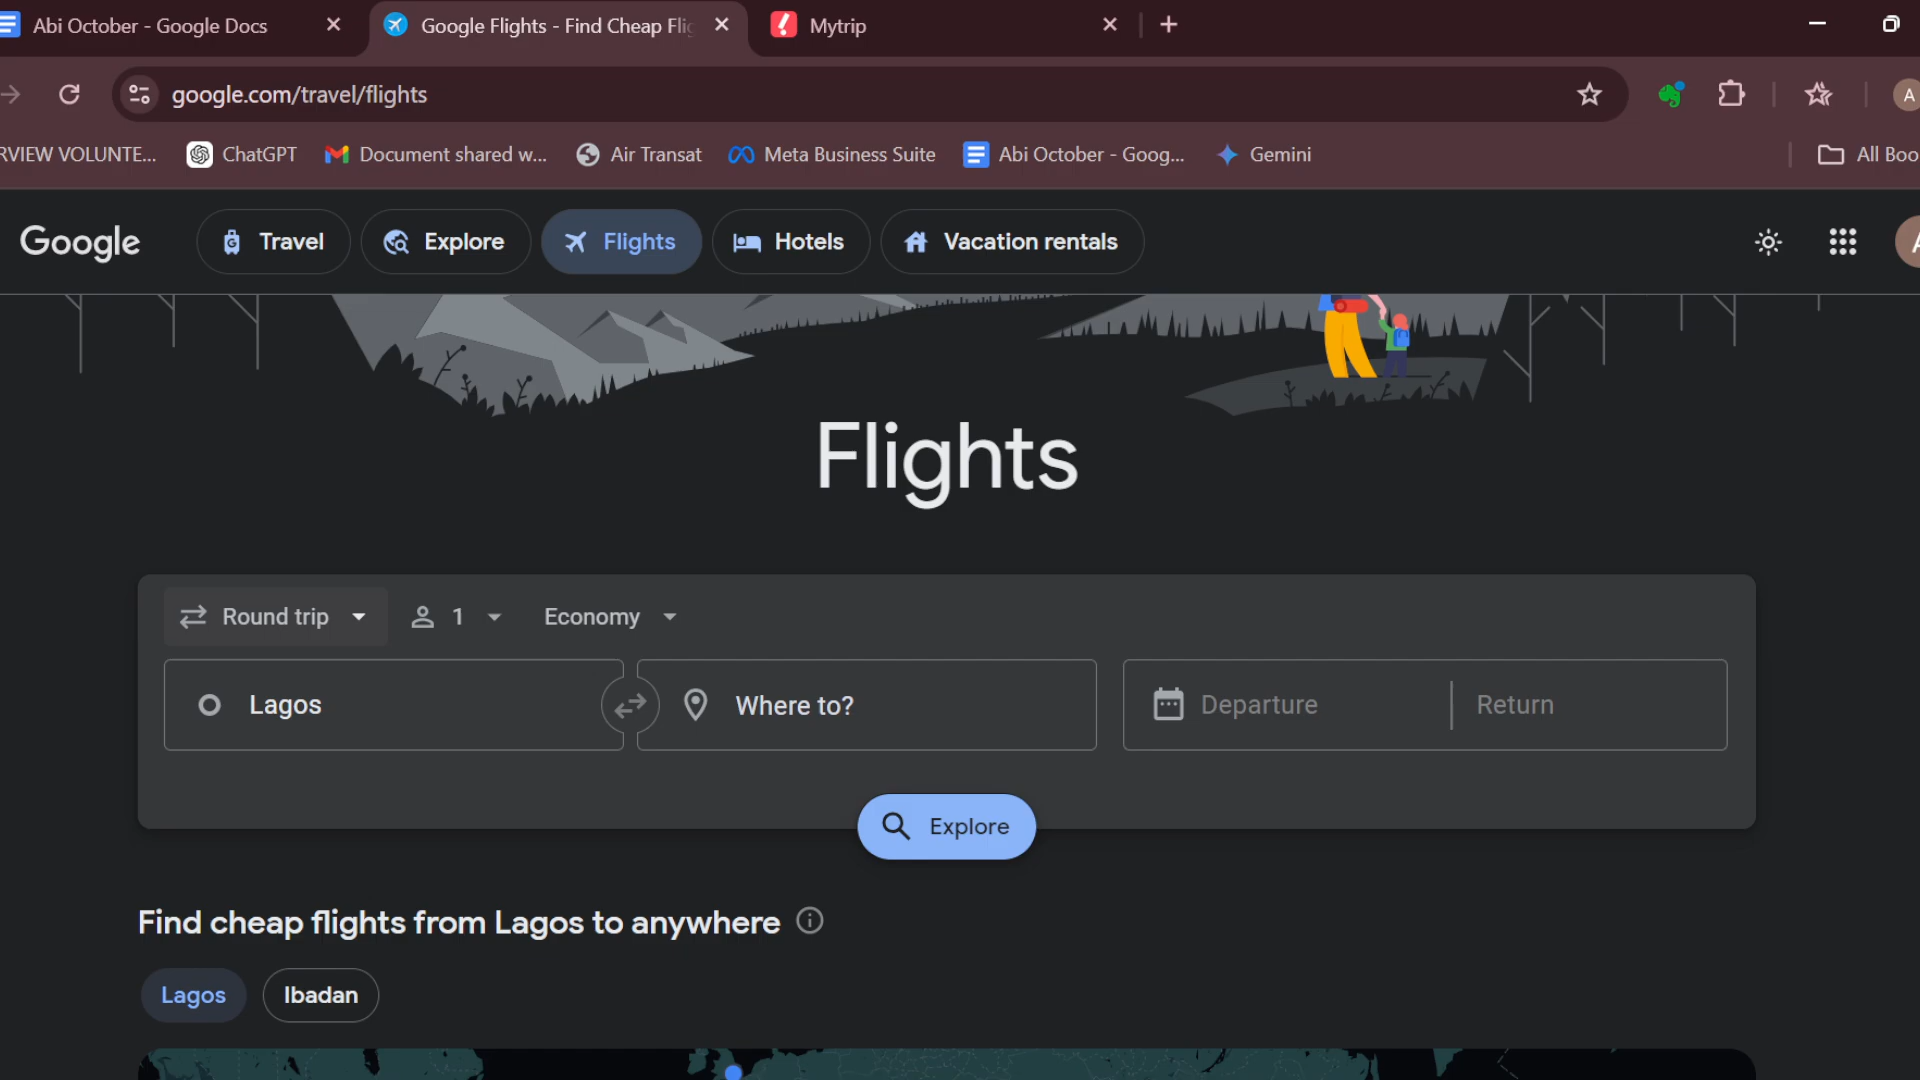 Abi October - Google Docs
Google Flights - Find Cheap Flig
Mytrip
google.com/travel/flights
A
RVIEW VOLUNTE...
ChatGPT
Document shared w...
Air Transat
Meta Business Suite
Abi October - Goog...
Gemini
All Boo
Google
Travel
Explore
Flights
Hotels
Vacation rentals
Flights
Round trip
1
Economy
Lagos
Where to?
Departure
Return
Explore
Find cheap flights from Lagos to anywhere
Lagos
Ibadan